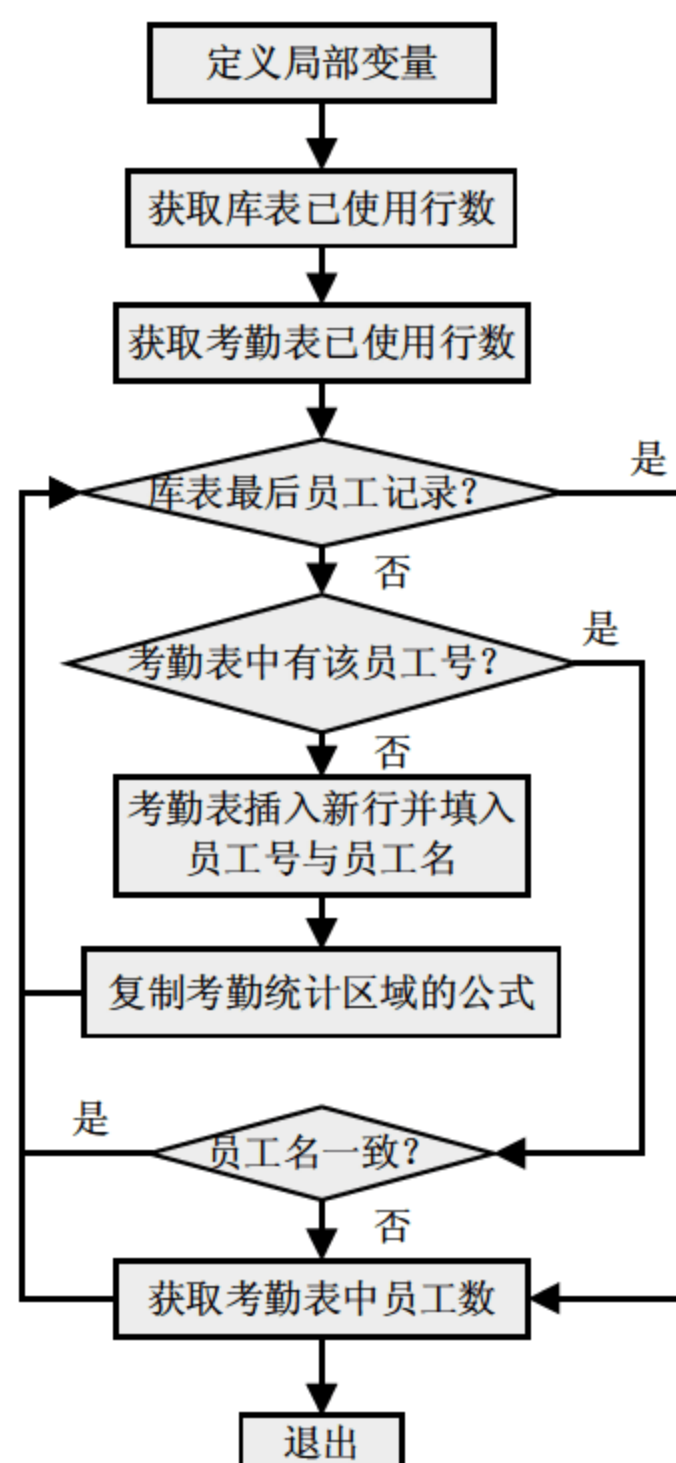 定义局部变量
获取库表已使用行数
获取考勤表已使用行数
库表最后员工记录?
是
否
考勤表中有该员工号?
是
否
考勤表插入新行并填入
员工号与员工名
复制考勤统计区域的公式
是
员工名一致?
否
获取考勤表中员工数
退出